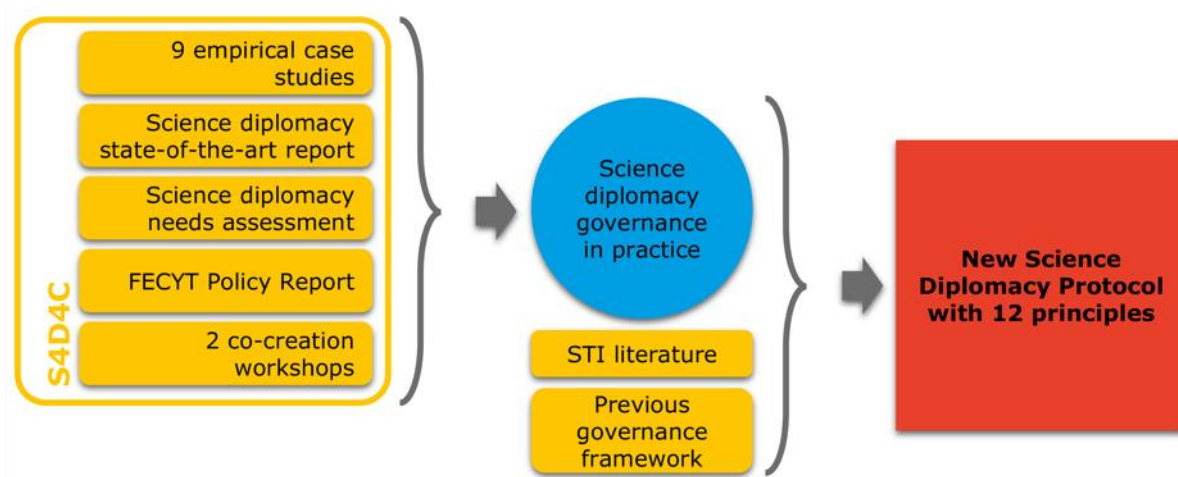 S4D4C
9 empirical case
studies
Science diplomacy
state-of-the-art report
Science diplomacy
needs assessment
FECYT Policy Report
2 co-creation
workshops
Science
diplomacy
governance
in practice
STI literature
Previous
governance
framework
New Science
Diplomacy Protocol
with 12 principles